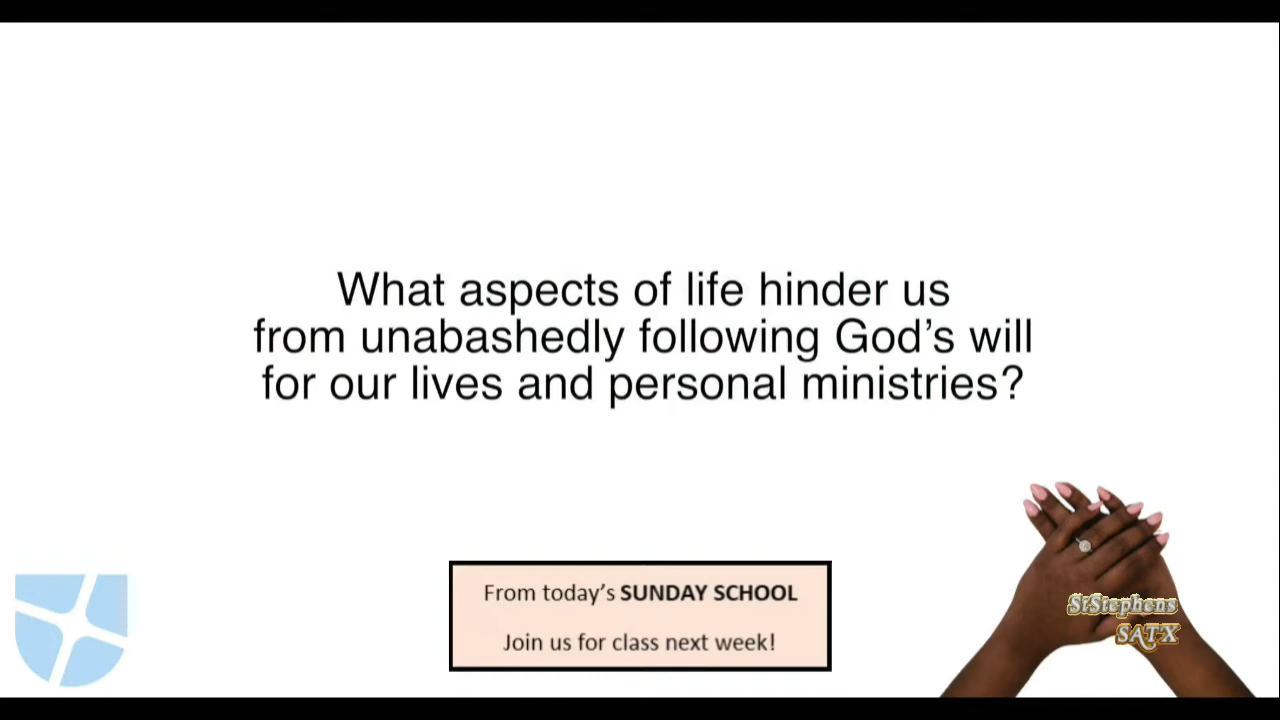 What aspects of life hinder us
from unabashedly following God’s will
for our lives and personal ministries?
From today’s SUNDAY SCHOOL
Join us for class next week!
StStephens
SATX